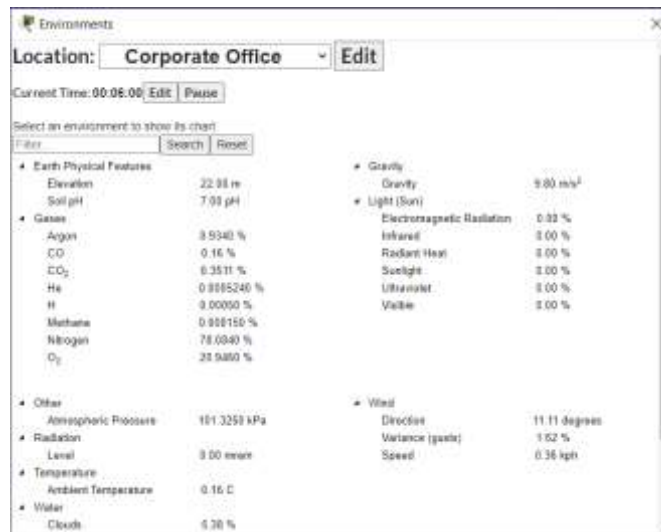 Environments
Location: Corporate Office Edit
Current Time: 00:06:00 Edit Pause
Select an environment to show its chart
Filter Search Reset
Earth Physical Features
Elevation 22.00 m
Soil pH 7.00 pH
Gases
Argon 0.9340 %
CO 0.16 %
CO₂ 0.3511 %
He 0.0005240 %
H 0.00050 %
Methane 0.000150 %
Nitrogen 78.0840 %
O₂ 20.9460 %
Gravity
Gravity 9.80 m/s²
Light (Sun)
Electromagnetic Radiation 0.00 %
Infrared 0.00 %
Radiant Heat 0.00 %
Sunlight 0.00 %
Ultraviolet 0.00 %
Visible 0.00 %
Other
Atmospheric Pressure 101.3250 kPa
Radiation
Level 0.00
Temperature
Ambient Temperature 0.16 C
Water
Clouds
Wind
Direction 11.11 degrees
Variance (gusts) 1.62 %
Speed 0.36 kph